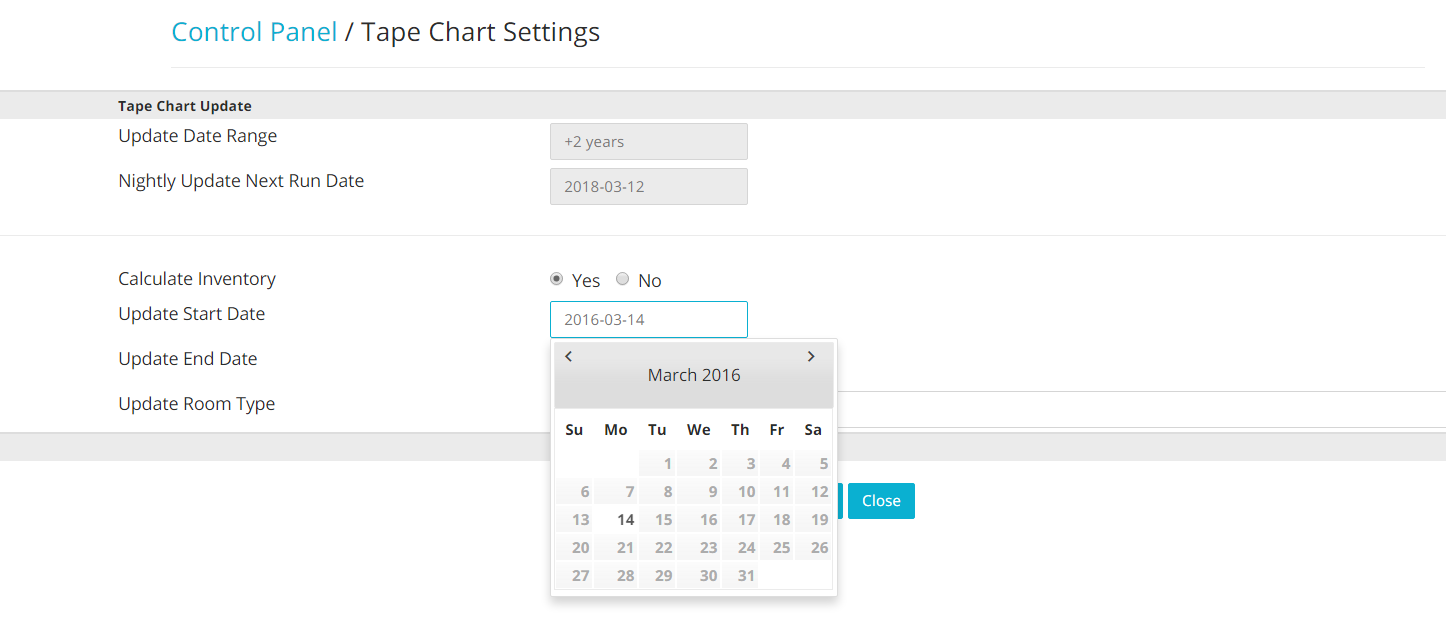 Control Panel / Tape Chart Settings
Tape Chart Update
Update Date Range
+2 years
Nightly Update Next Run Date
2018-03-12
Calculate Inventory
Yes No
Update Start Date
2016-03-14
Update End Date
Update Room Type
March 2016
Su Mo Tu We Th Fr Sa
1 2 3 4 5
6 7 8 9 10 11 12
13 14 15 16 17 18 19
20 21 22 23 24 25 26
27 28 29 30 31
Close